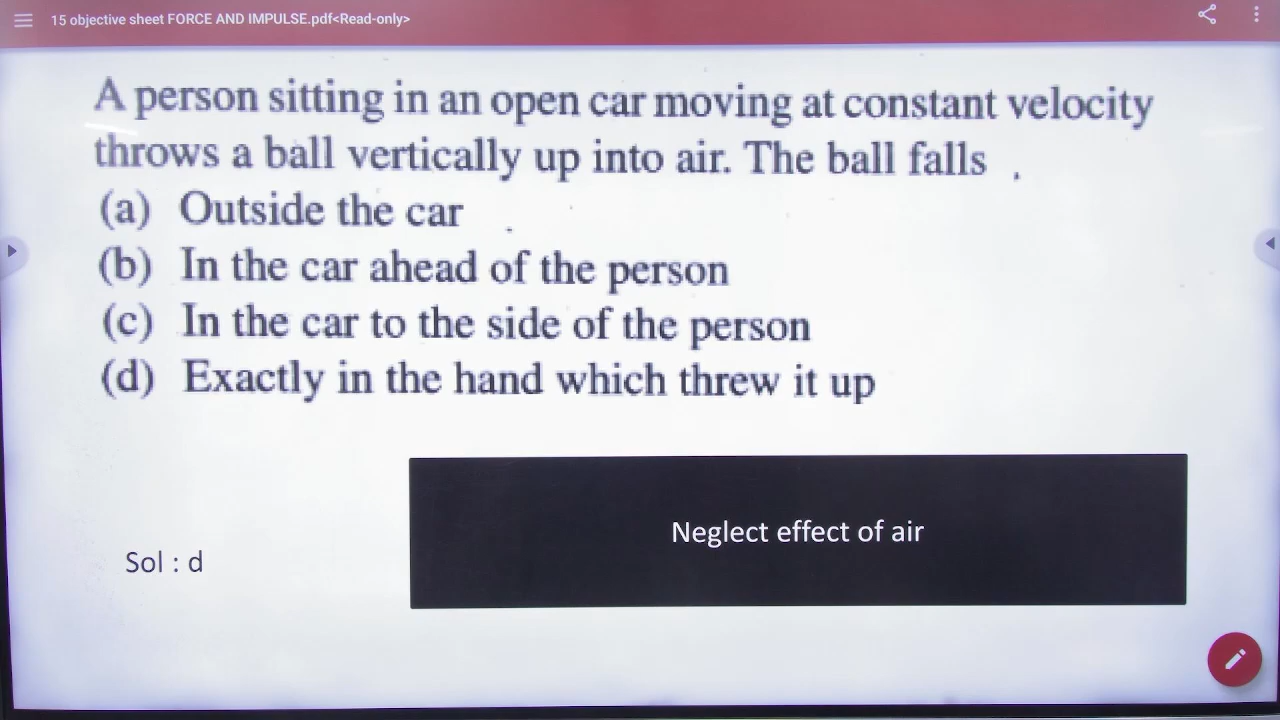 15 objective sheet FORCE AND IMPULSE.pdf<Read-only>
A person sitting in an open car moving at constant velocity
throws a ball vertically up into air. The ball falls
(a) Outside the car
(b) In the car ahead of the person
(c) In the car to the side of the person
(d) Exactly in the hand which threw it up
Neglect effect of air
Sol : d